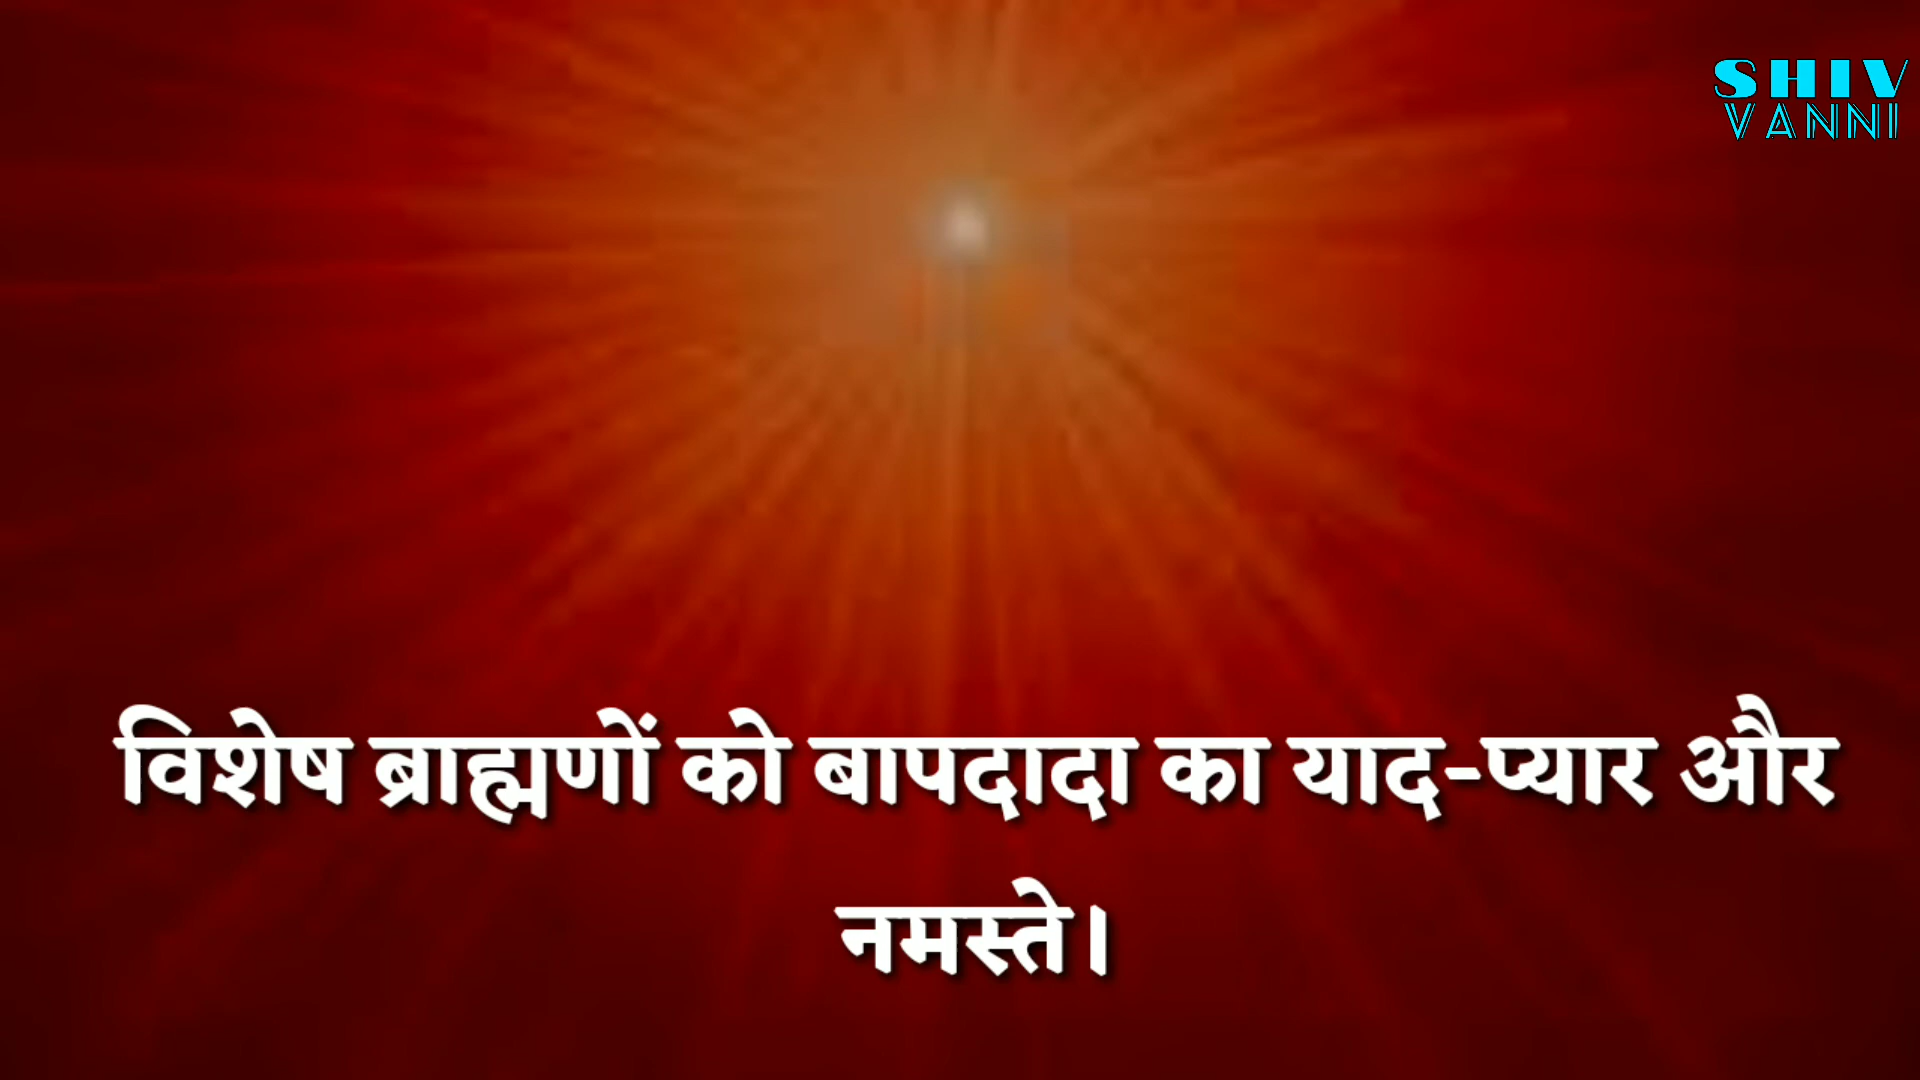 SHIV
VANNI
विशेष ब्राह्मणों को बापदादा का याद-प्यार और
नमस्ते।